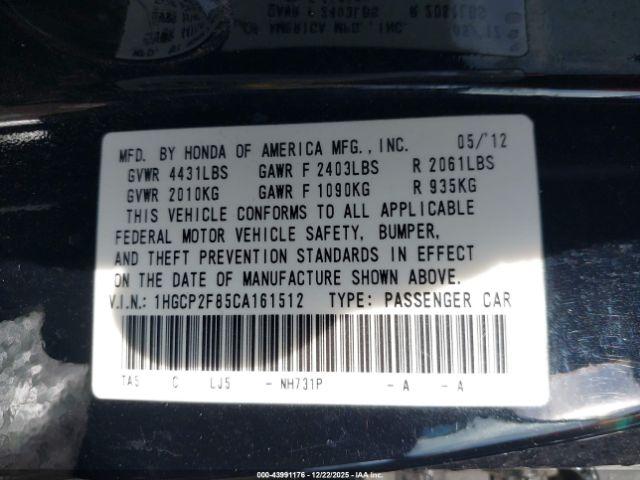 MFD. BY HONDA OF AMERICA MFG., INC. 05/'12
GVWR 4431LBS GAWR F 2403LBS R 2061LBS
GVWR 2010KG GAWR F 1090KG R 935KG
THIS VEHICLE CONFORMS TO ALL APPLICABLE
FEDERAL MOTOR VEHICLE SAFETY, BUMPER,
AND THEFT PREVENTION STANDARDS IN EFFECT
ON THE DATE OF MANUFACTURE SHOWN ABOVE.
V.I.N.: 1HGCP2F85CA161512 TYPE: PASSENGER CAR
TA5 C LJ5 - NH731P - A - A
000-43991176 - 12/22/2025 - IAAI.COM